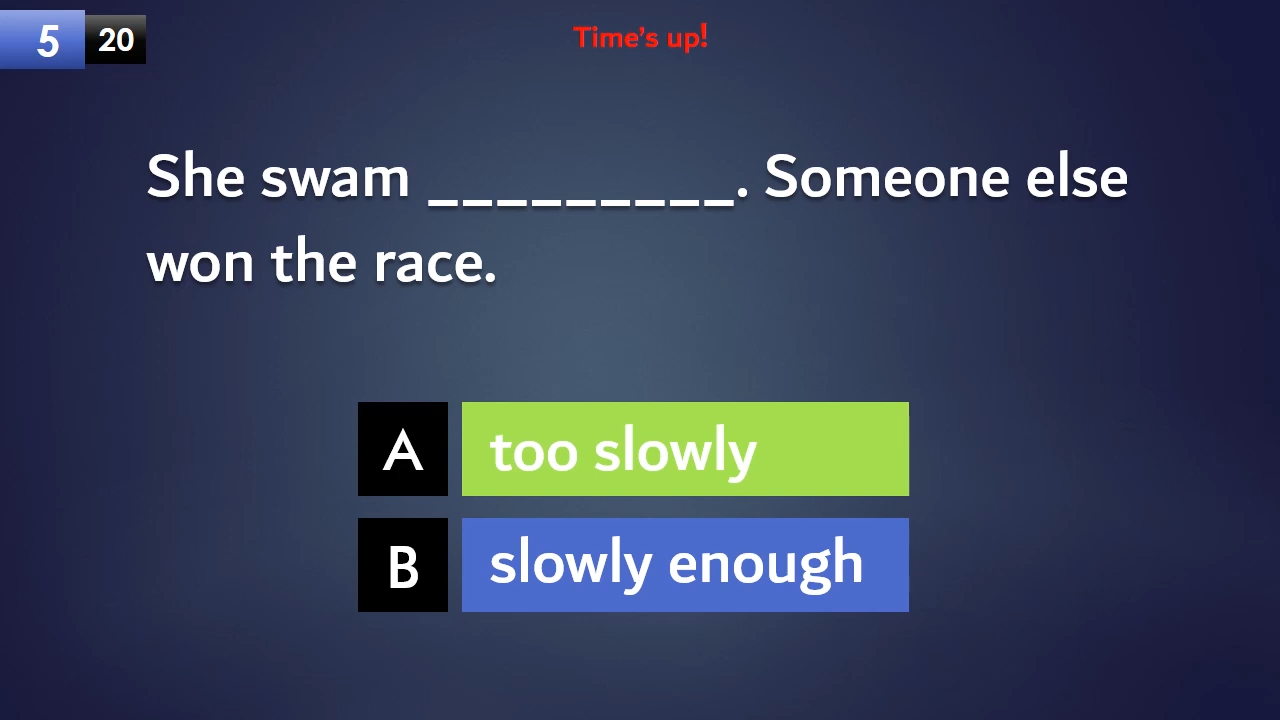 5 20
Time's up!
She swam _________. Someone else
won the race.
A too slowly
B slowly enough